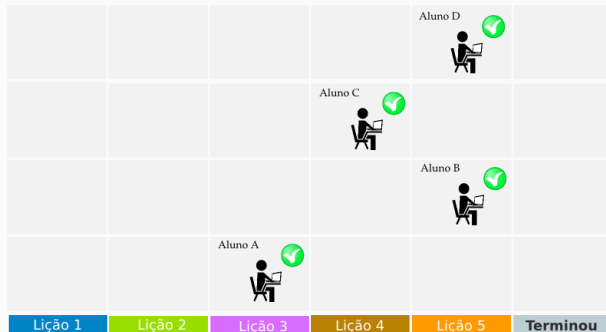 Aluno D
Aluno C
Aluno B
Aluno A
Lição 1 Lição 2 Lição 3 Lição 4 Lição 5 Terminou